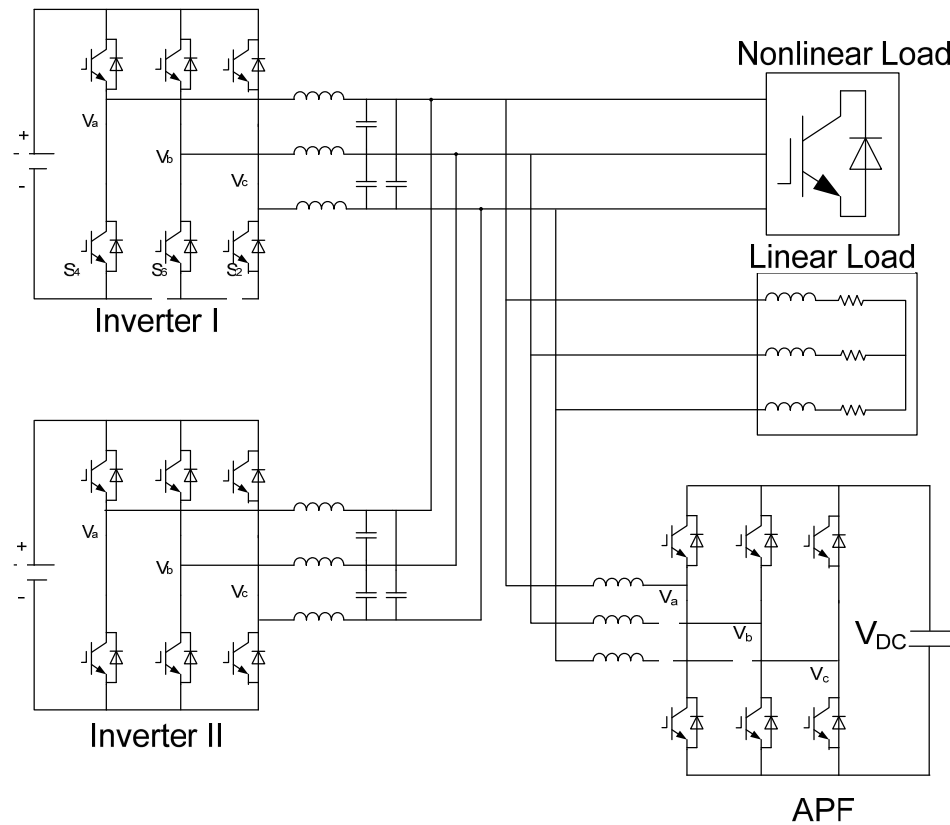 Nonlinear Load
+
-
Va
Vb
Vc
S4
S6
S2
Inverter I
Linear Load
+
-
Va
Vb
Vc
Inverter II
Va
Vb
Vc
VDC
APF